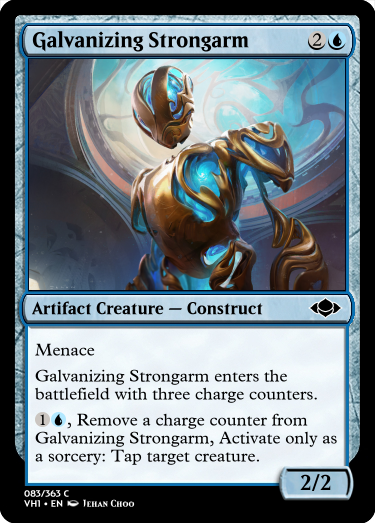 Galvanizing Strongarm 2
Artifact Creature — Construct
Menace
Galvanizing Strongarm enters the
battlefield with three charge counters.
1, Remove a charge counter from
Galvanizing Strongarm, Activate only as
a sorcery: Tap target creature.
2/2
083/363 C
VH1 • EN Jehan Choo